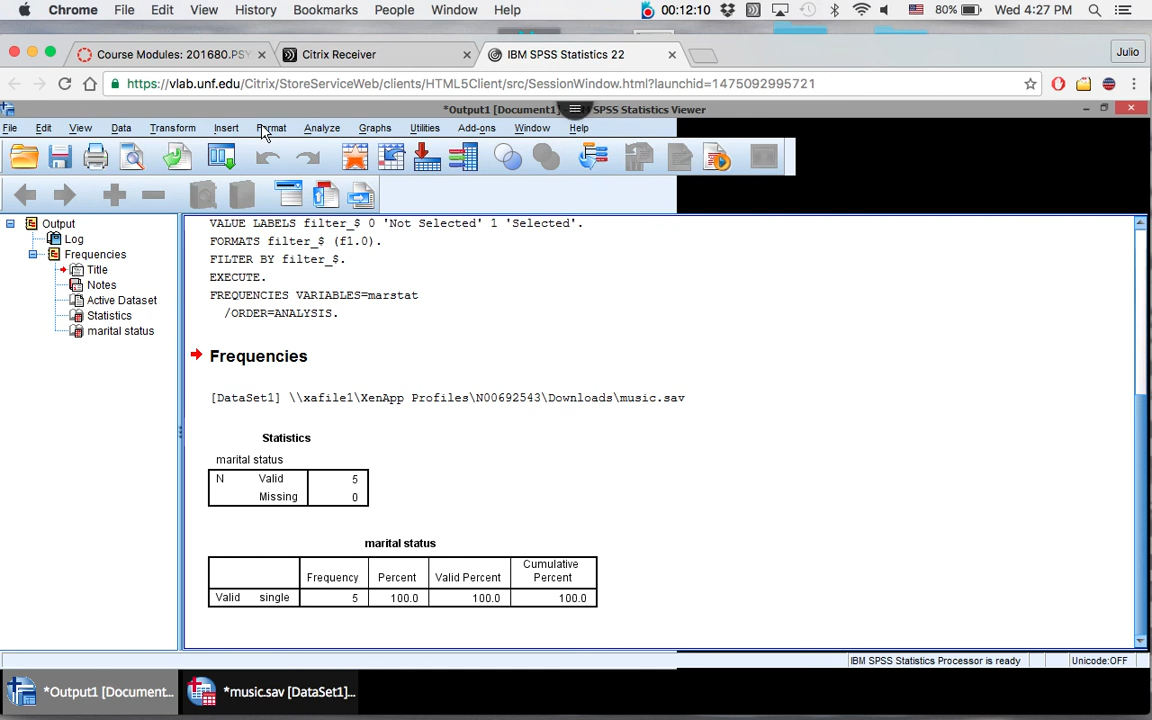 Chrome File Edit View History Bookmarks People Window Help 00:12:10 80% Wed 4:27 PM
Course Modules: 201680.PSY Citrix Receiver IBM SPSS Statistics 22 Julio
https://vlab.unf.edu/Citrix/StoreServiceWeb/clients/HTML5Client/src/SessionWindow.html?launchid=1475092995721
*Output1 [Document1] SPSS Statistics Viewer
File Edit View Data Transform Insert Format Analyze Graphs Utilities Add-ons Window Help
Output
Log
Frequencies
Title
Notes
Active Dataset
Statistics
marital status
VALUE LABELS filter_$ 0 'Not Selected' 1 'Selected'.
FORMATS filter_$ (f1.0).
FILTER BY filter_$.
EXECUTE.
FREQUENCIES VARIABLES=marstat
/ORDER=ANALYSIS.
Frequencies
[DataSet1] \\xafile1\XenApp Profiles\N00692543\Downloads\music.sav
Statistics
marital status
N Valid 5
Missing 0
marital status
Frequency Percent Valid Percent Cumulative Percent
Valid single 5 100.0 100.0 100.0
IBM SPSS Statistics Processor is ready Unicode:OFF
*Output1 [Document... *music.sav [DataSet1]...